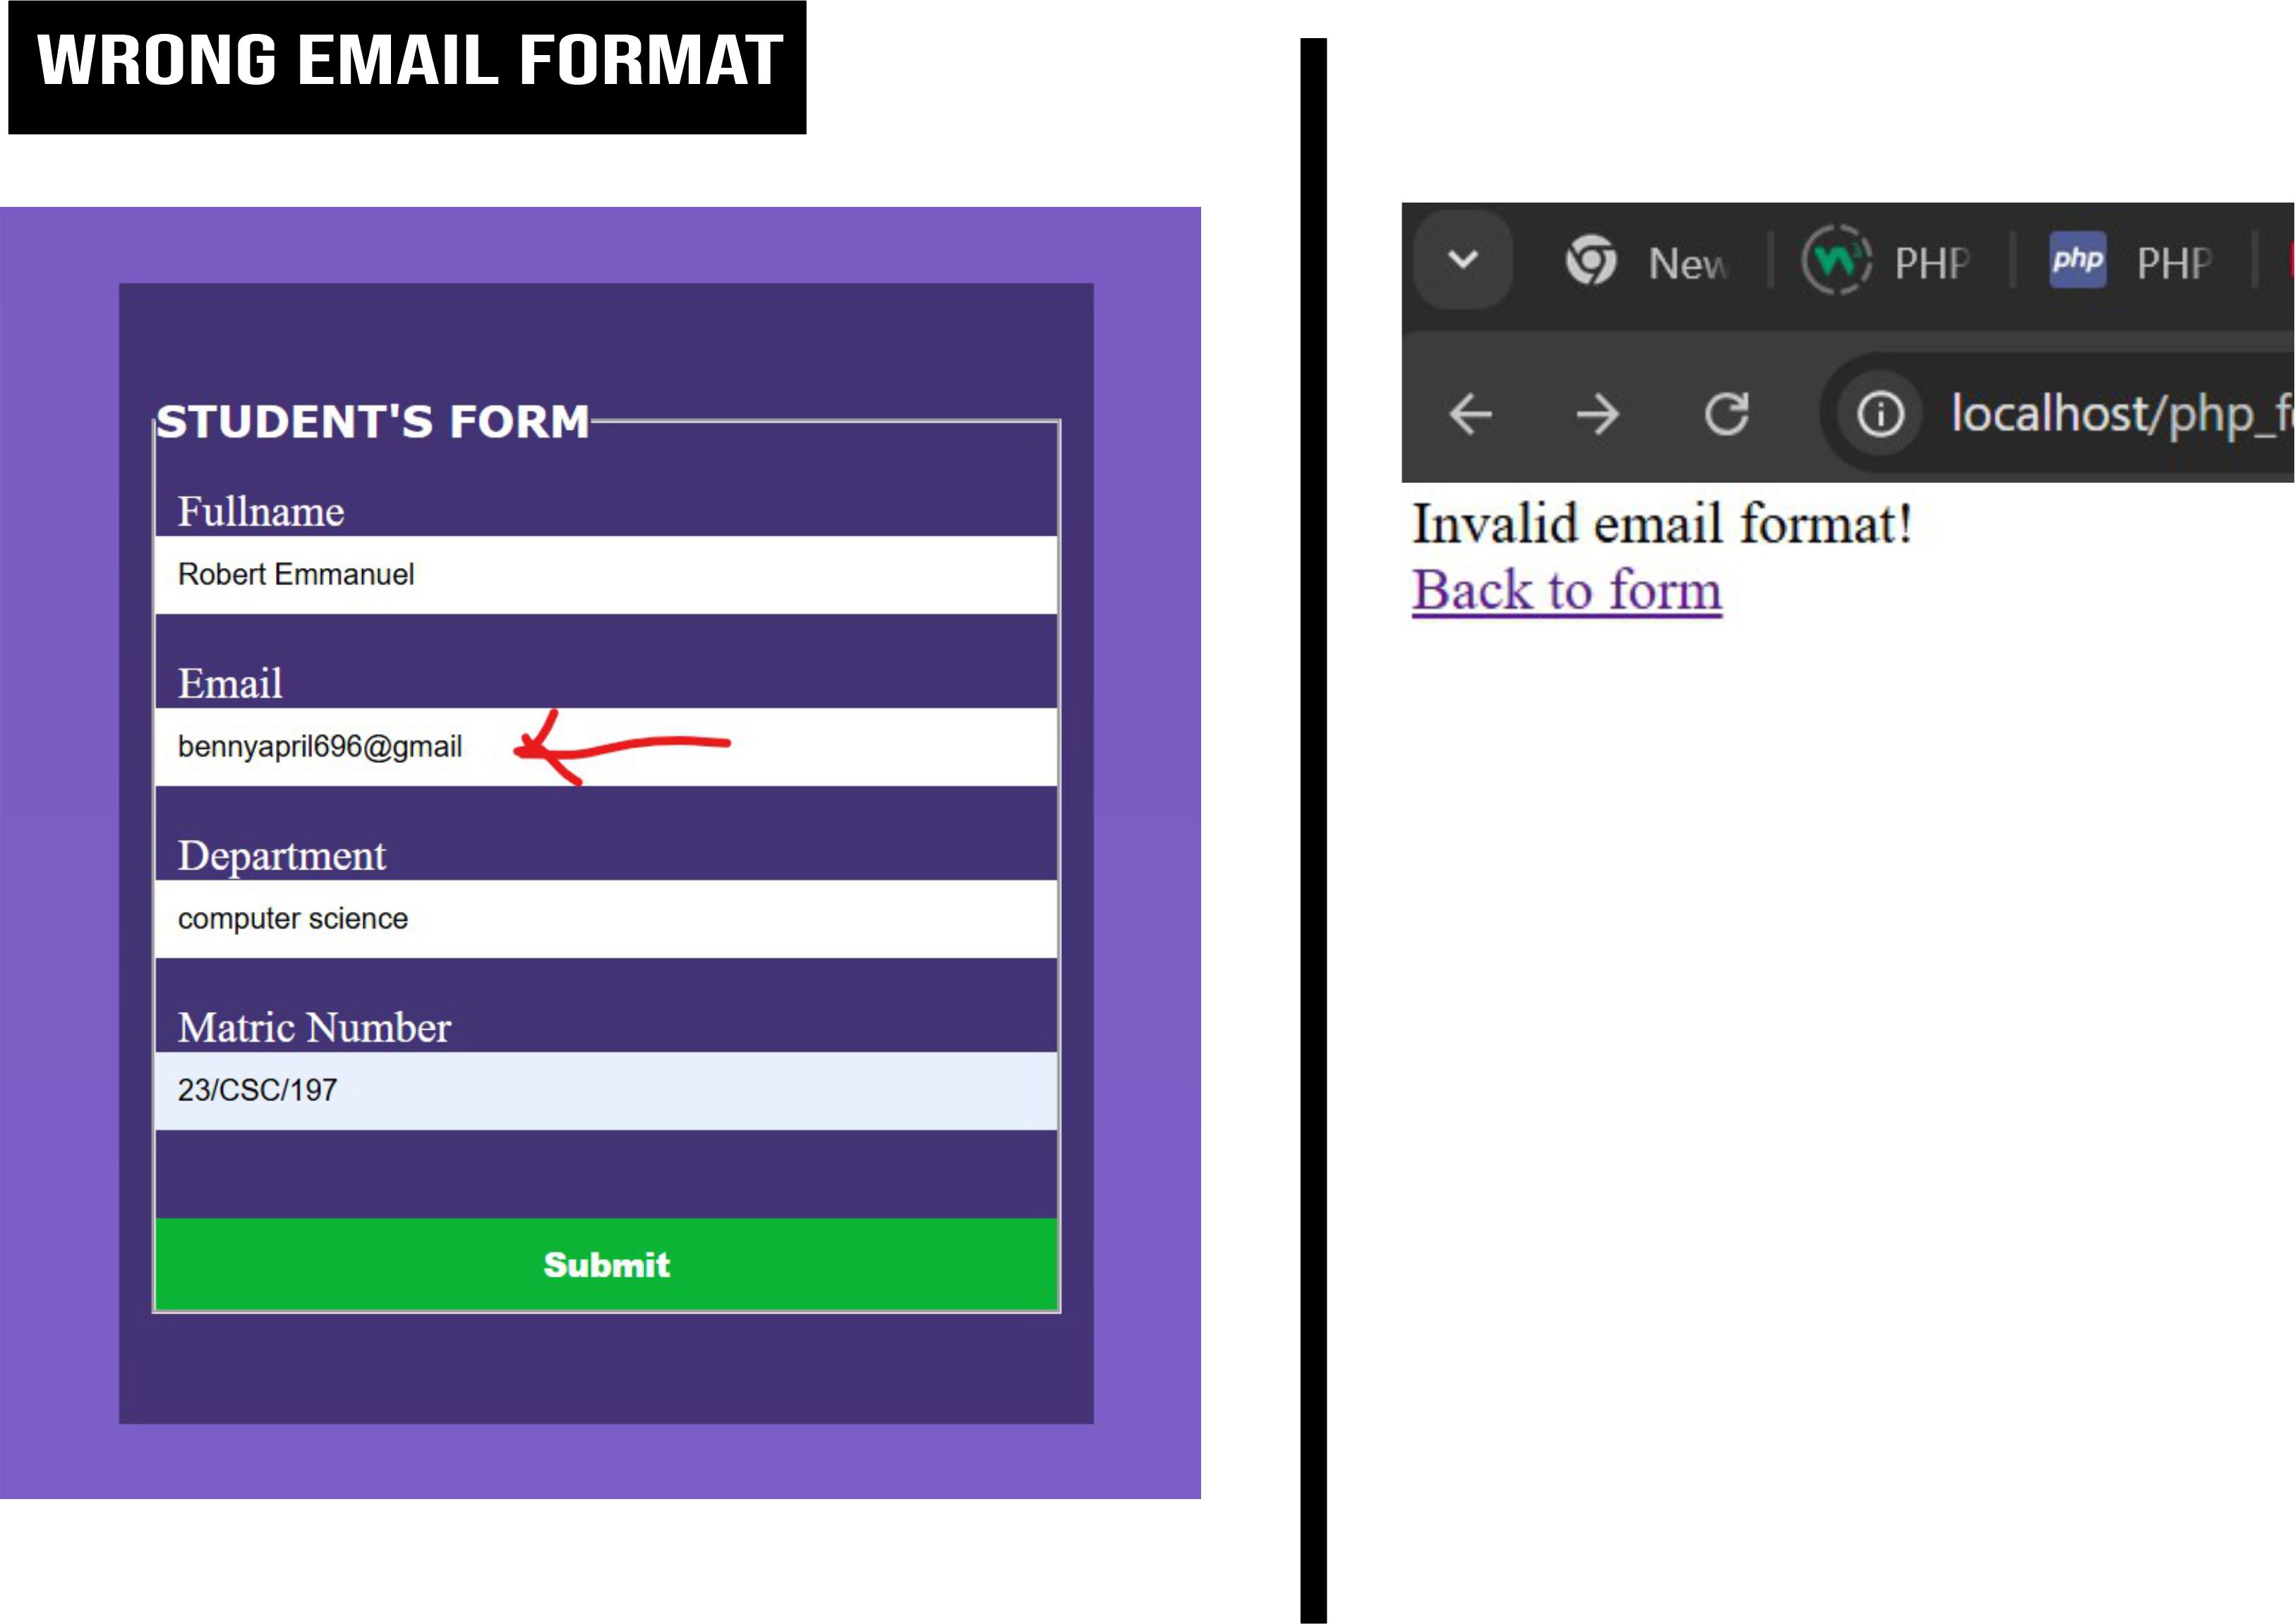 WRONG EMAIL FORMAT
STUDENT'S FORM
Fullname
Robert Emmanuel
Email
bennyapril696@gmail
Department
computer science
Matric Number
23/CSC/197
Submit
New PHP php PHP
localhost/php_f
Invalid email format!
Back to form